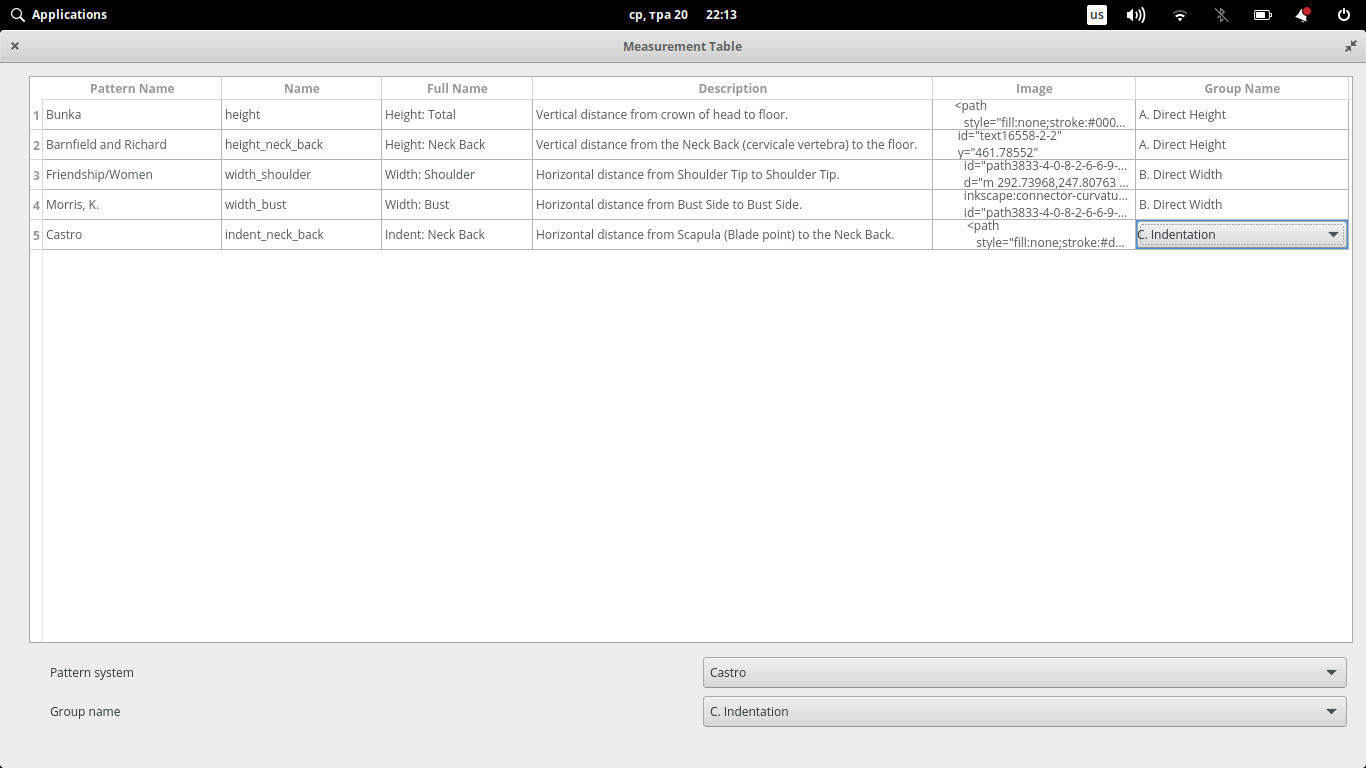 Applications
ср, тра 20 22:13
us
Measurement Table
Pattern Name Name Full Name Description Image Group Name
1 Bunka height Height: Total Vertical distance from crown of head to floor. <path
style="fill:none;stroke:#000... A. Direct Height
2 Barnfield and Richard height_neck_back Height: Neck Back Vertical distance from the Neck Back (cervicale vertebra) to the floor. id="text16558-2-2"
y="461.78552" A. Direct Height
3 Friendship/Women width_shoulder Width: Shoulder Horizontal distance from Shoulder Tip to Shoulder Tip. id="path3833-4-0-8-2-6-6-9-...
d="m 292.73968,247.80763 ... B. Direct Width
4 Morris, K. width_bust Width: Bust Horizontal distance from Bust Side to Bust Side. inkscape:connector-curvatu...
id="path3833-4-0-8-2-6-6-9-... B. Direct Width
5 Castro indent_neck_back Indent: Neck Back Horizontal distance from Scapula (Blade point) to the Neck Back. <path
style="fill:none;stroke:#d... C. Indentation
Pattern system Castro
Group name C. Indentation